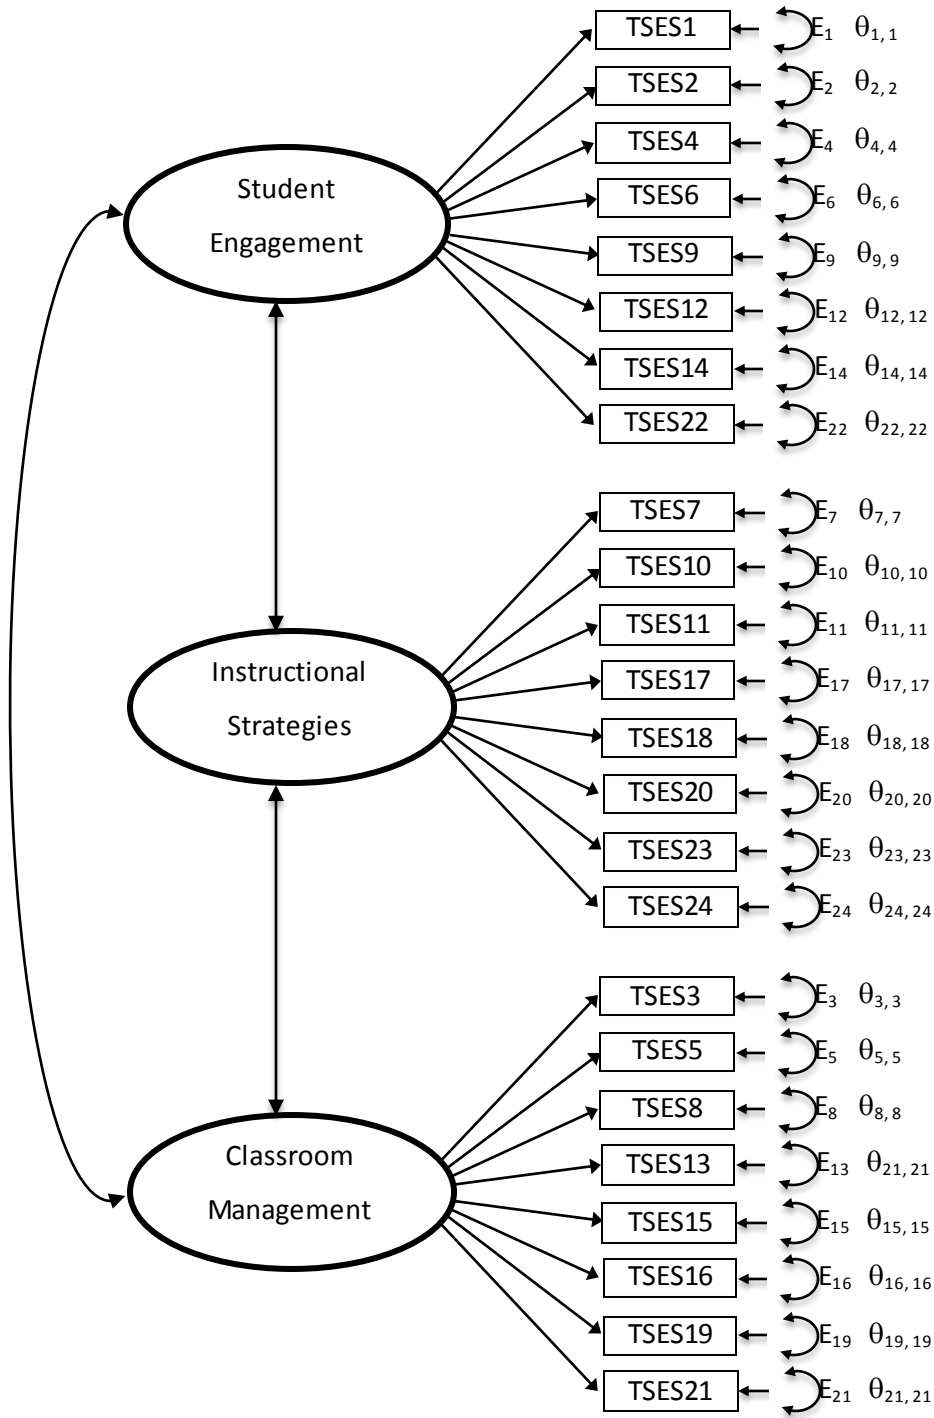 TSES1 E1 θ1, 1
TSES2 E2 θ2, 2
TSES4 E4 θ4, 4
Student
Engagement
TSES6 E6 θ6, 6
TSES9 E9 θ9, 9
TSES12 E12 θ12, 12
TSES14 E14 θ14, 14
TSES22 E22 θ22, 22
TSES7 E7 θ7, 7
TSES10 E10 θ10, 10
TSES11 E11 θ11, 11
Instructional
Strategies
TSES17 E17 θ17, 17
TSES18 E18 θ18, 18
TSES20 E20 θ20, 20
TSES23 E23 θ23, 23
TSES24 E24 θ24, 24
TSES3 E3 θ3, 3
TSES5 E5 θ5, 5
TSES8 E8 θ8, 8
Classroom
Management
TSES13 E13 θ21, 21
TSES15 E15 θ15, 15
TSES16 E16 θ16, 16
TSES19 E19 θ19, 19
TSES21 E21 θ21, 21